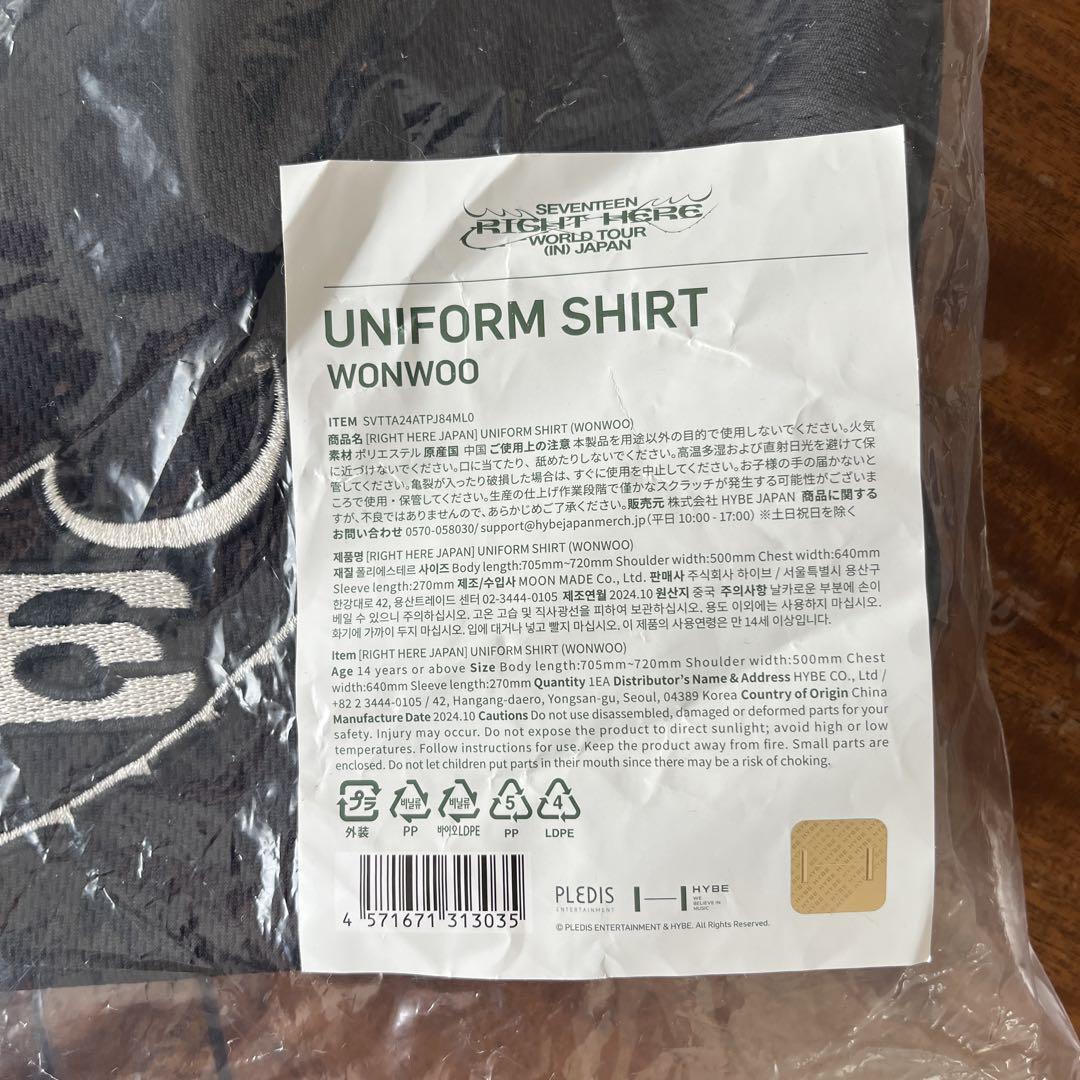 SEVENTEEN
RIGHT HERE
WORLD TOUR
(IN) JAPAN
UNIFORM SHIRT
WONWOO
ITEM SVTTA24ATPJ84ML0
商品名 [RIGHT HERE JAPAN] UNIFORM SHIRT (WONWOO)
素材 ポリエステル 原産国 中国 ご使用上の注意 本製品を用途以外の目的で使用しないでください。火気
に近づけないでください。口に当てたり、舐めたりしないでください。高温多湿および直射日光を避けて保
管してください。亀裂が入ったり破損した場合は、すぐに使用を中止してください。お子様の手の届かないと
ころで使用・保管してください。生産の仕上げ作業段階で僅かなスクラッチが発生する可能性がございま
すが、不良ではありませんので、あらかじめご了承ください。販売元 株式会社 HYBE JAPAN 商品に関する
お問い合わせ 0570-058030/ support@hybejapanmerch.jp(平日 10:00 - 17:00) ※土日祝日を除く
제품명 [RIGHT HERE JAPAN] UNIFORM SHIRT (WONWOO)
재질 폴리에스테르 사이즈 Body length:705mm~720mm Shoulder width:500mm Chest width:640mm
Sleeve length:270mm 제조/수입사 MOON MADE Co., Ltd. 판매사 주식회사 하이브 / 서울특별시 용산구
한강대로 42, 용산트레이드 센터 02-3444-0105 제조연월 2024.10 원산지 중국 주의사항 날카로운 부분에 손이
베일 수 있으니 주의하십시오. 고온 고습 및 직사광선을 피하여 보관하십시오. 용도 이외에는 사용하지 마십시오.
화기에 가까이 두지 마십시오. 입에 대거나 넣고 빨지 마십시오. 이 제품의 사용연령은 만 14세 이상입니다.
Item [RIGHT HERE JAPAN] UNIFORM SHIRT (WONWOO)
Age 14 years or above Size Body length:705mm~720mm Shoulder width:500mm Chest
width:640mm Sleeve length:270mm Quantity 1EA Distributor's Name & Address HYBE CO., Ltd /
+82 2 3444-0105 / 42, Hangang-daero, Yongsan-gu, Seoul, 04389 Korea Country of Origin China
Manufacture Date 2024.10 Cautions Do not use disassembled, damaged or deformed parts for your
safety. Injury may occur. Do not expose the product to direct sunlight; avoid high or low
temperatures. Follow instructions for use. Keep the product away from fire. Small parts are
enclosed. Do not let children put parts in their mouth since there may be a risk of choking.
プラ 비닐류 비닐류 5 4
外装 PP 바이오LDPE PP LDPE
4 571671 313035
PLEDIS
ENTERTAINMENT
HYBE
WE
BELIEVE IN
MUSIC
© PLEDIS ENTERTAINMENT & HYBE. All Rights Reserved.